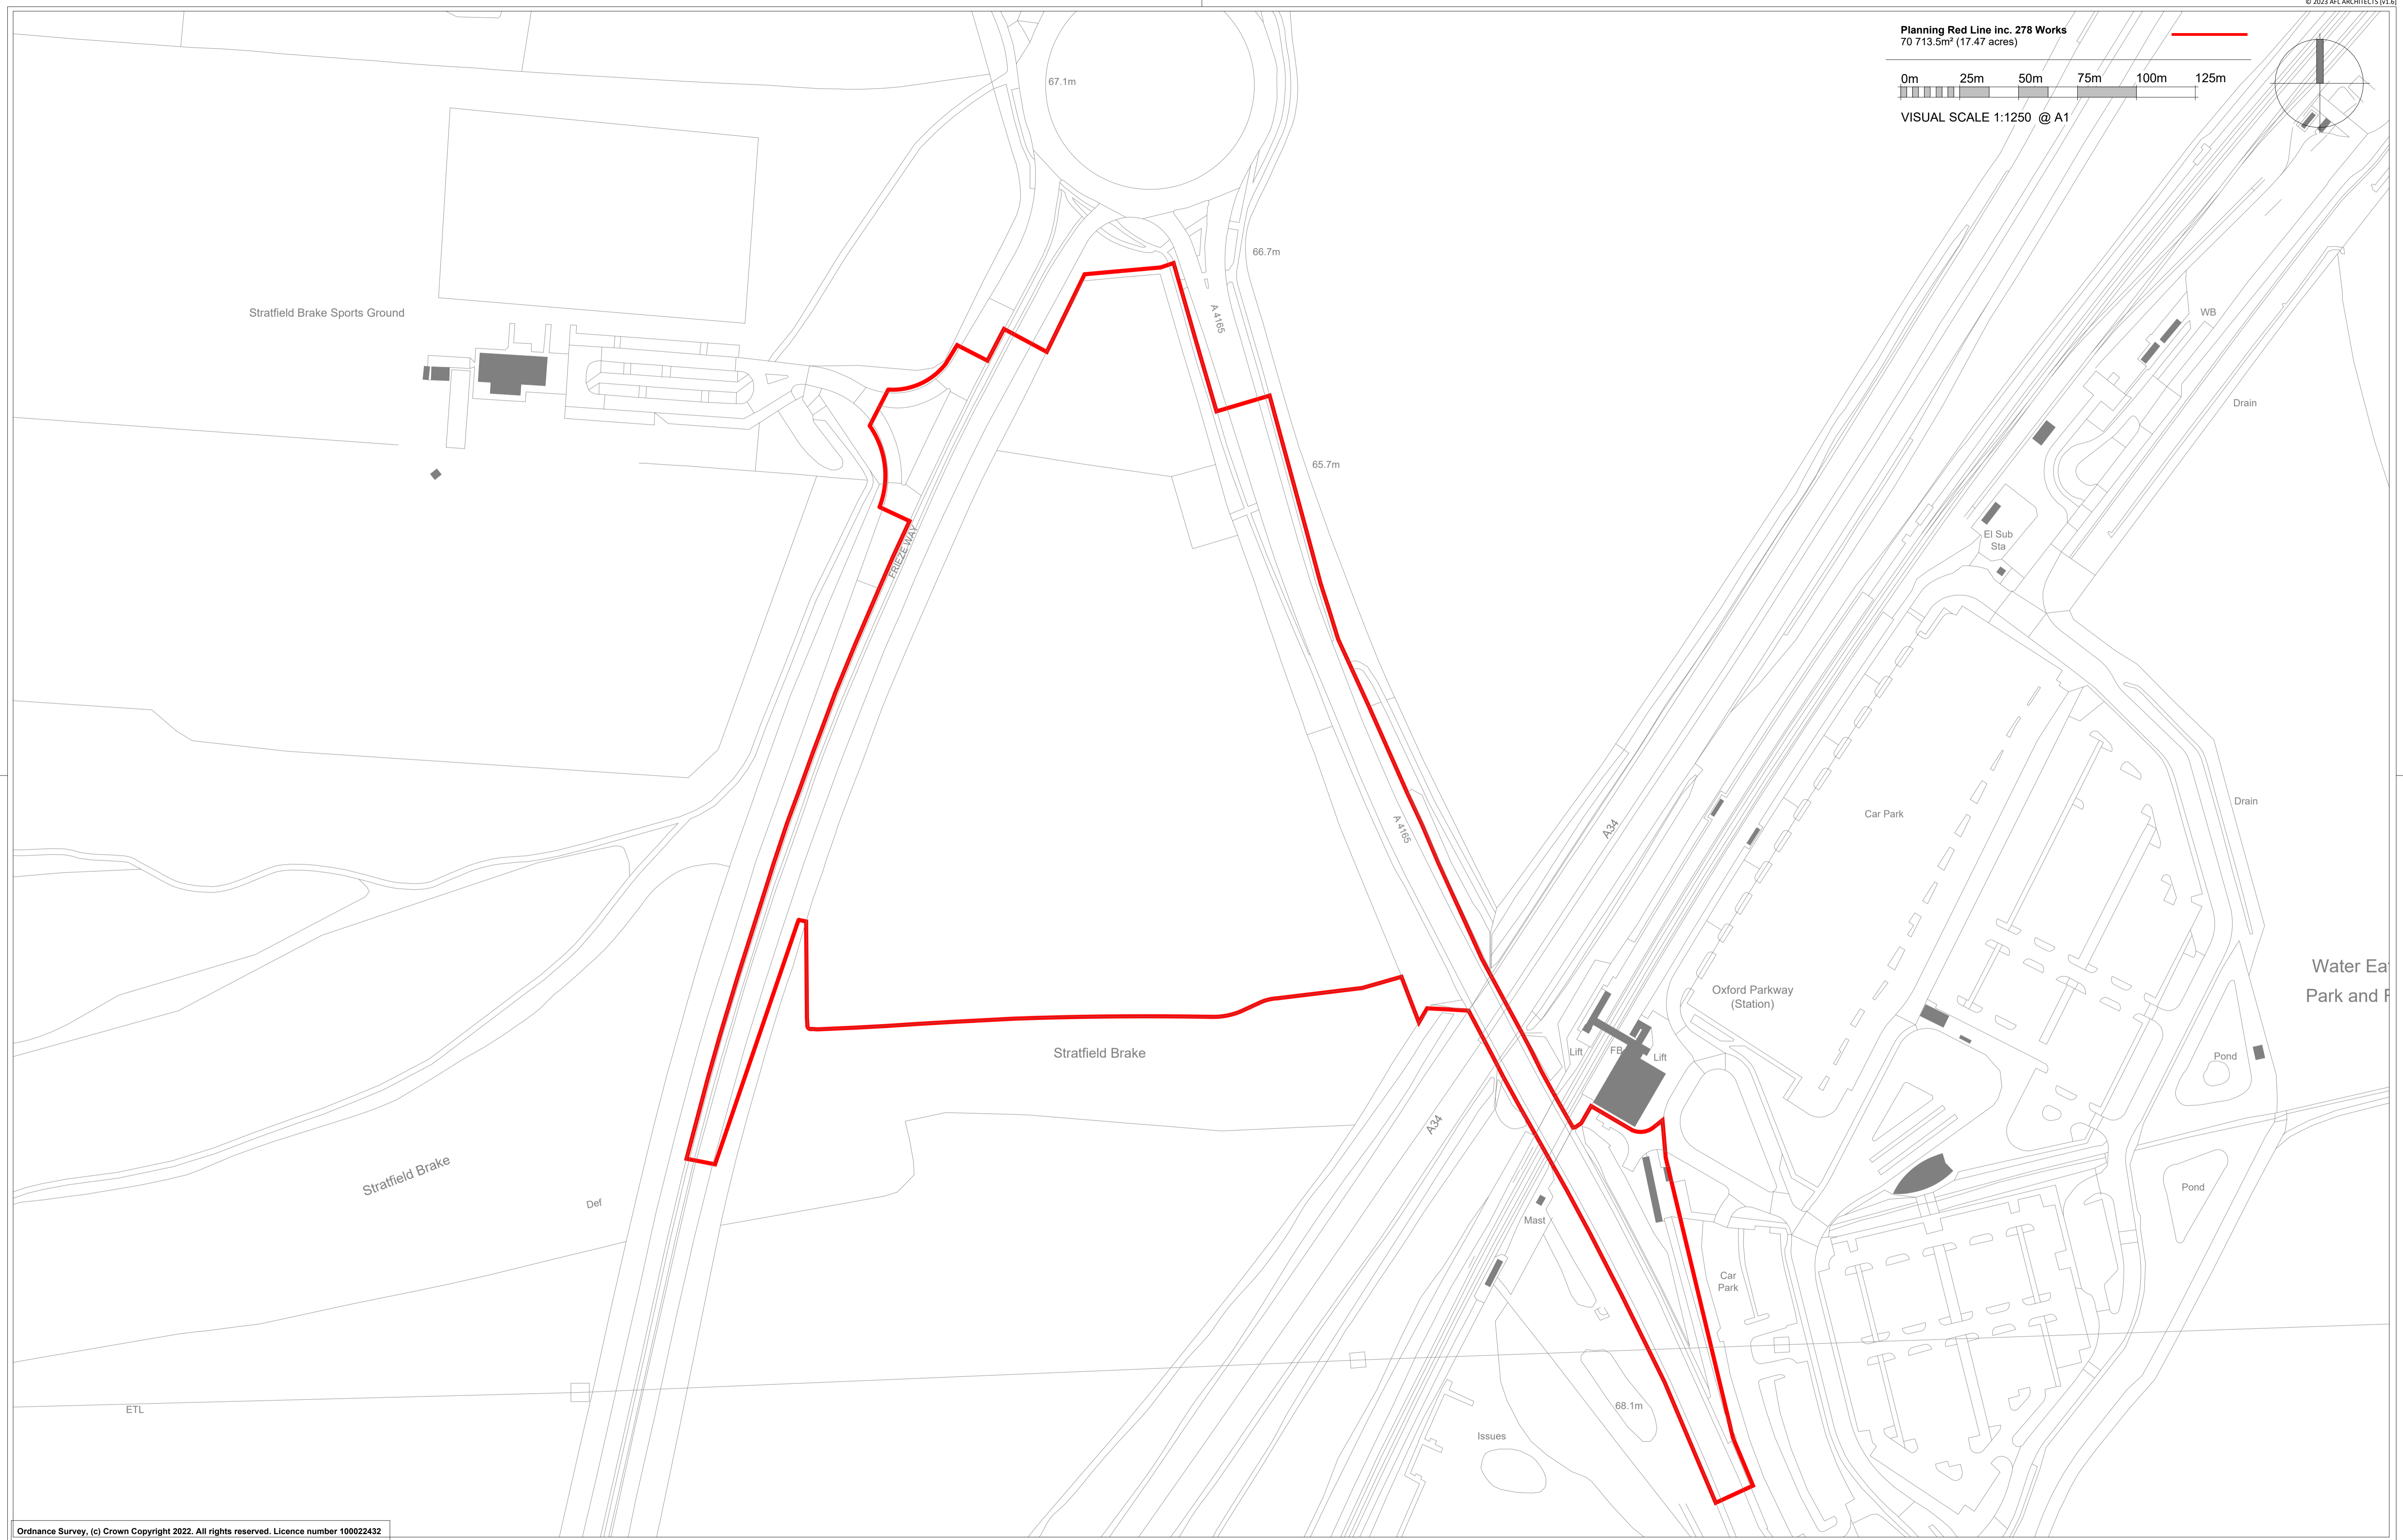 © 2023 AFL ARCHITECTS [v1.6]
Planning Red Line inc. 278 Works
70 713.5m² (17.47 acres)
0m 25m 50m 75m 100m 125m
VISUAL SCALE 1:1250 @ A1
67.1m
66.7m
Stratfield Brake Sports Ground
A 4165
WB
Drain
65.7m
FRIEZE WAY
El Sub
Sta
Drain
A 4165
A34
Car Park
Water
Park and
Oxford Parkway
(Station)
Stratfield Brake
Lift
FB
Lift
Pond
A34
Stratfield Brake
Def
Pond
Mast
Car
Park
68.1m
ETL
Issues
Ordnance Survey, (c) Crown Copyright 2022. All rights reserved. Licence number 100022432